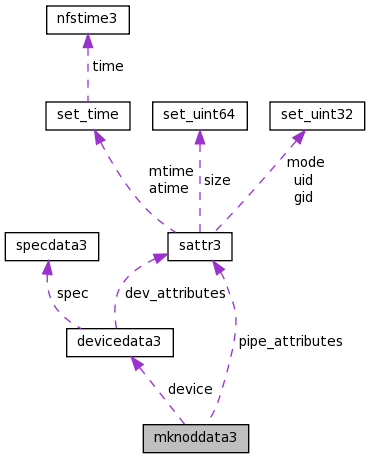 nfstime3
time
set_time
set_uint64
set_uint32
mtime
atime
size
mode
uid
gid
specdata3
sattr3
spec
dev_attributes
devicedata3
pipe_attributes
device
mknoddata3